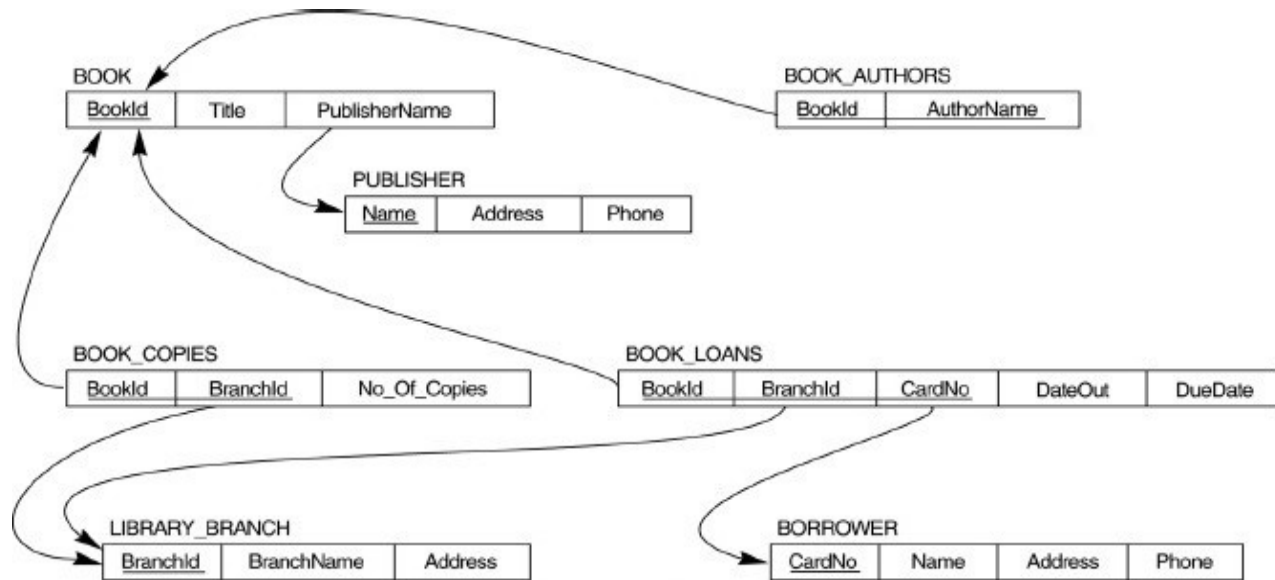 BOOK
BookId Title PublisherName
BOOK_AUTHORS
BookId AuthorName
PUBLISHER
Name Address Phone
BOOK_COPIES
BookId BranchId No_Of_Copies
BOOK_LOANS
BookId BranchId CardNo DateOut DueDate
LIBRARY_BRANCH
BranchId BranchName Address
BORROWER
CardNo Name Address Phone